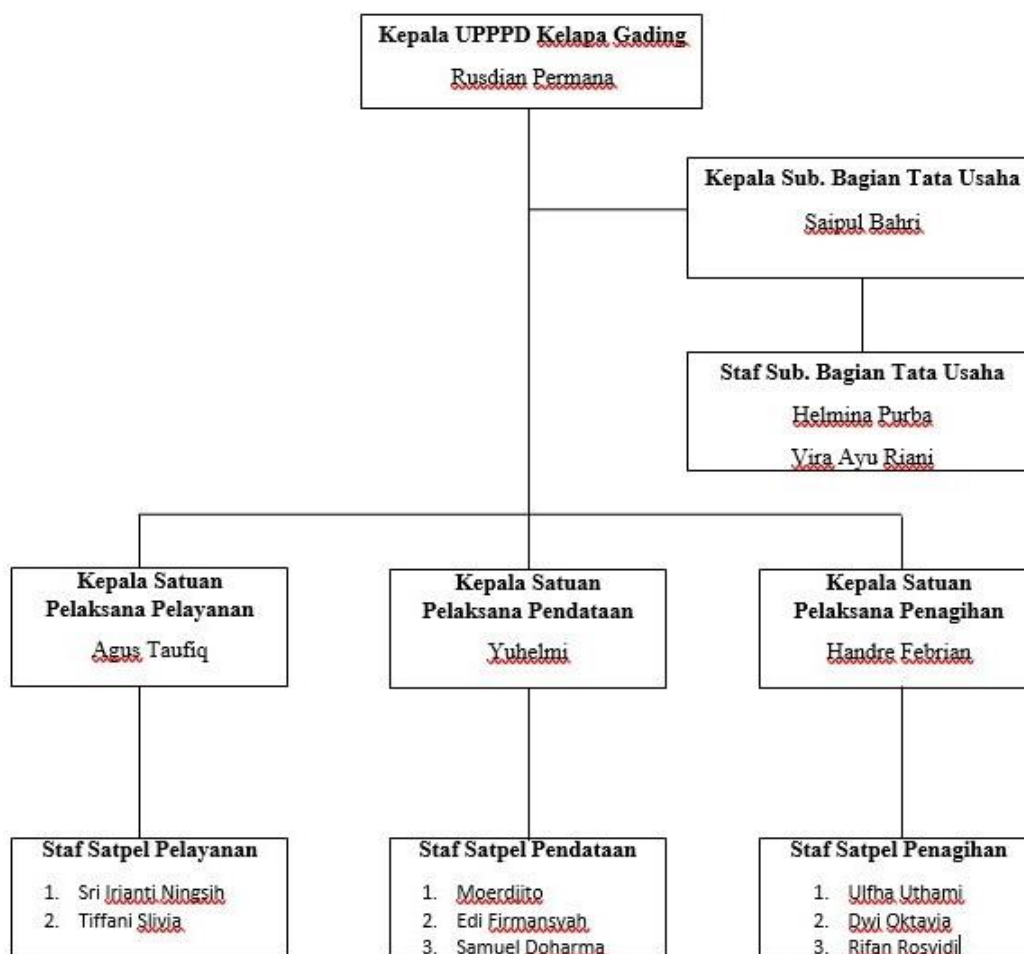 Kepala UPPPD Kelapa Gading
Rusdian Permana
Kepala Sub. Bagian Tata Usaha
Saipul Bahri
Staf Sub. Bagian Tata Usaha
Helmina Purba
Vira Ayu Riani
Kepala Satuan
Pelaksana Pelayanan
Agus Taufiq
Kepala Satuan
Pelaksana Pendataan
Yuhelmi
Kepala Satuan
Pelaksana Penagihan
Handre Febrian
Staf Satpel Pelayanan
1. Sri Irianti Ningsih
2. Tiffani Slivia
Staf Satpel Pendataan
1. Moerdjito
2. Edi Firmansyah
3. Samuel Doharma
Staf Satpel Penagihan
1. Ulfha Uthami
2. Dwi Oktavia
3. Rifan Rosyidi